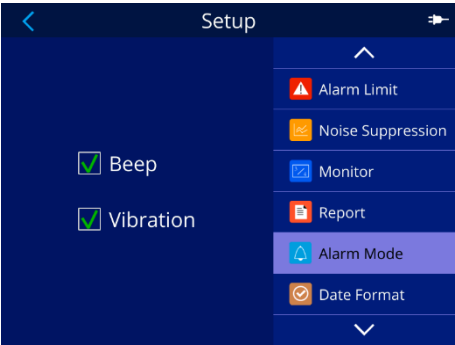 Setup
Beep
Vibration
Alarm Limit
Noise Suppression
Monitor
Report
Alarm Mode
Date Format